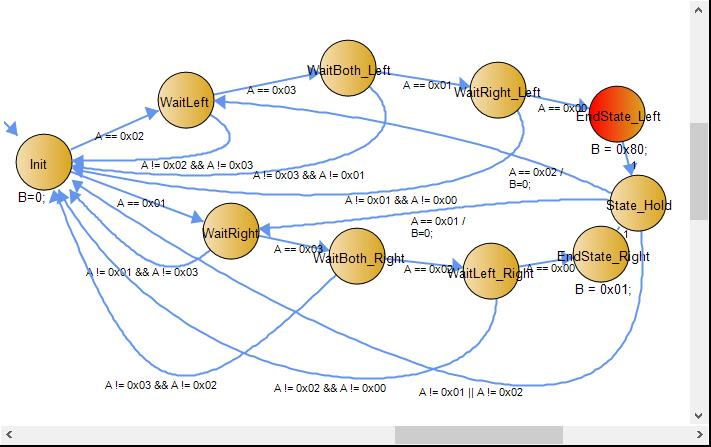 WaitBoth_Left
A == 0x03
A == 0x01
WaitLeft
WaitRight_Left
A == 0x00
EndState_Left
A == 0x02
B = 0x80;
Init
A != 0x02 && A != 0x03
A != 0x03 && A != 0x01
1
A == 0x02 /
B=0;
B=0;
A != 0x01 && A != 0x00
A == 0x01
State_Hold
A == 0x01 /
B=0;
WaitRight
1
A == 0x03
WaitBoth_Right
EndState_Right
A == 0x02
WaitLeft_Right
A == 0x00
A != 0x01 && A != 0x03
B = 0x01;
A != 0x03 && A != 0x02
A != 0x02 && A != 0x00
A != 0x01 || A != 0x02